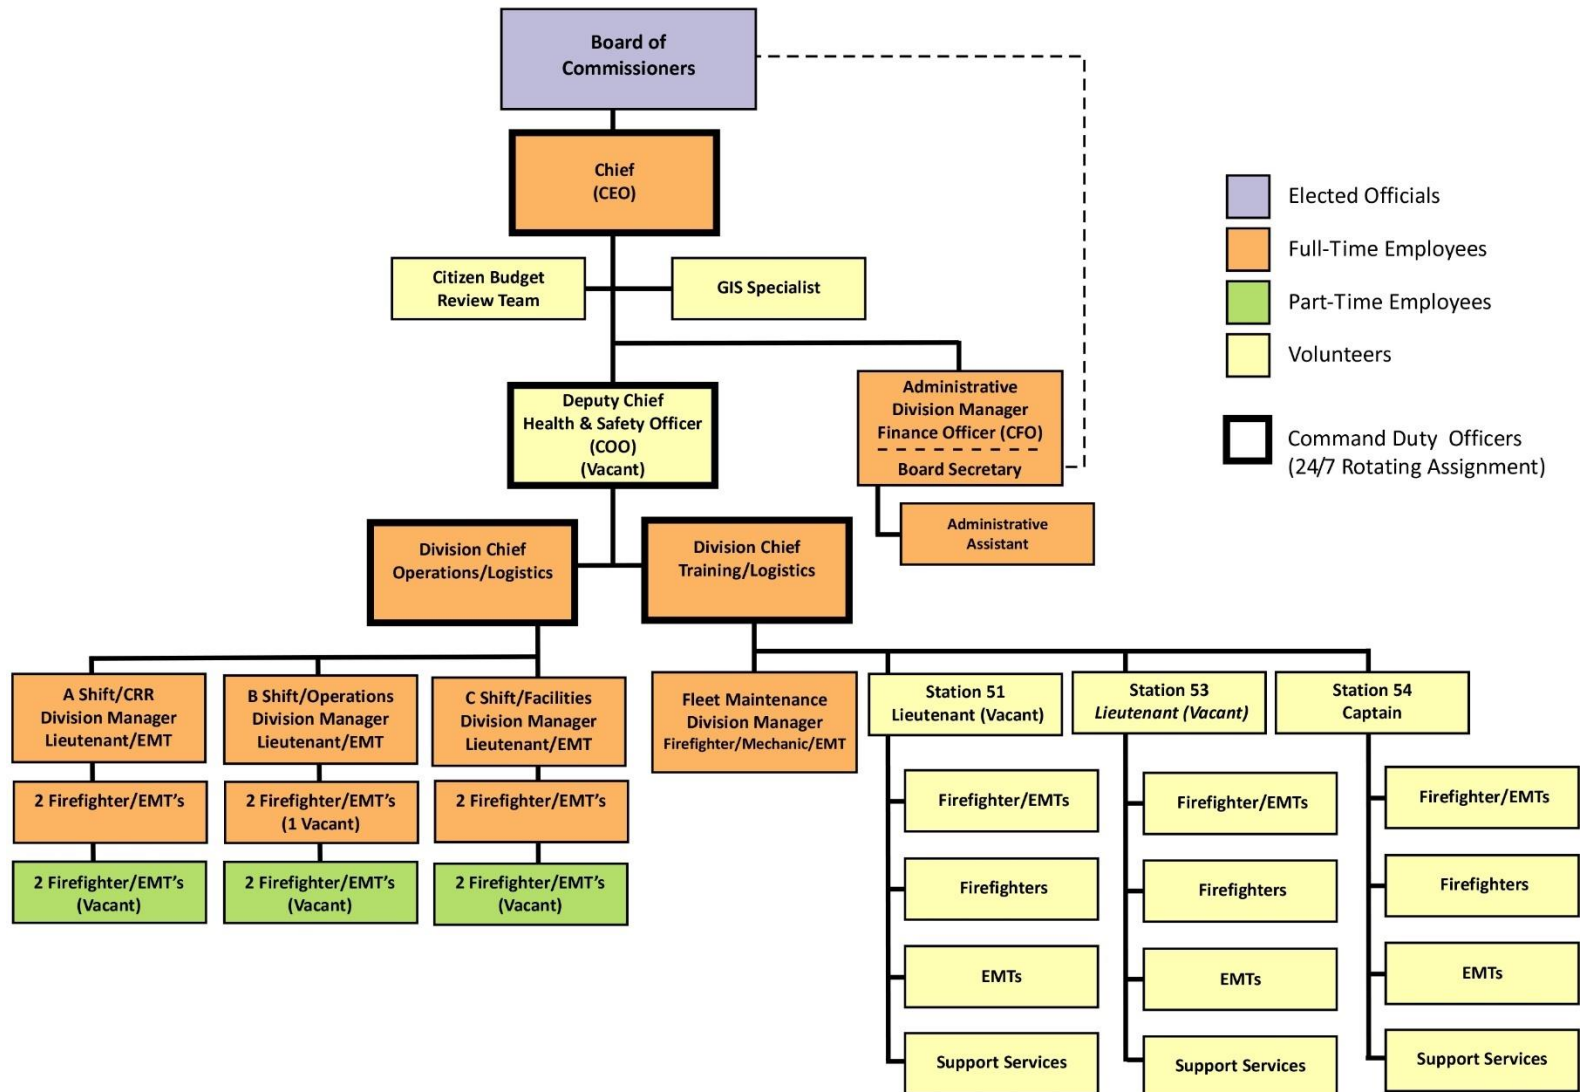 Board of
Commissioners
Chief
(CEO)
Citizen Budget
Review Team
GIS Specialist
Deputy Chief
Health & Safety Officer
(COO)
(Vacant)
Administrative
Division Manager
Finance Officer (CFO)
Board Secretary
Administrative
Assistant
Division Chief
Operations/Logistics
Division Chief
Training/Logistics
A Shift/CRR
Division Manager
Lieutenant/EMT
2 Firefighter/EMT’s
2 Firefighter/EMT’s
(Vacant)
B Shift/Operations
Division Manager
Lieutenant/EMT
2 Firefighter/EMT’s
(1 Vacant)
2 Firefighter/EMT’s
(Vacant)
C Shift/Facilities
Division Manager
Lieutenant/EMT
2 Firefighter/EMT’s
2 Firefighter/EMT’s
(Vacant)
Fleet Maintenance
Division Manager
Firefighter/Mechanic/EMT
Station 51
Lieutenant (Vacant)
Firefighter/EMTs
Firefighters
EMTs
Support Services
Station 53
Lieutenant (Vacant)
Firefighter/EMTs
Firefighters
EMTs
Support Services
Station 54
Captain
Firefighter/EMTs
Firefighters
EMTs
Support Services
Elected Officials
Full-Time Employees
Part-Time Employees
Volunteers
Command Duty Officers
(24/7 Rotating Assignment)